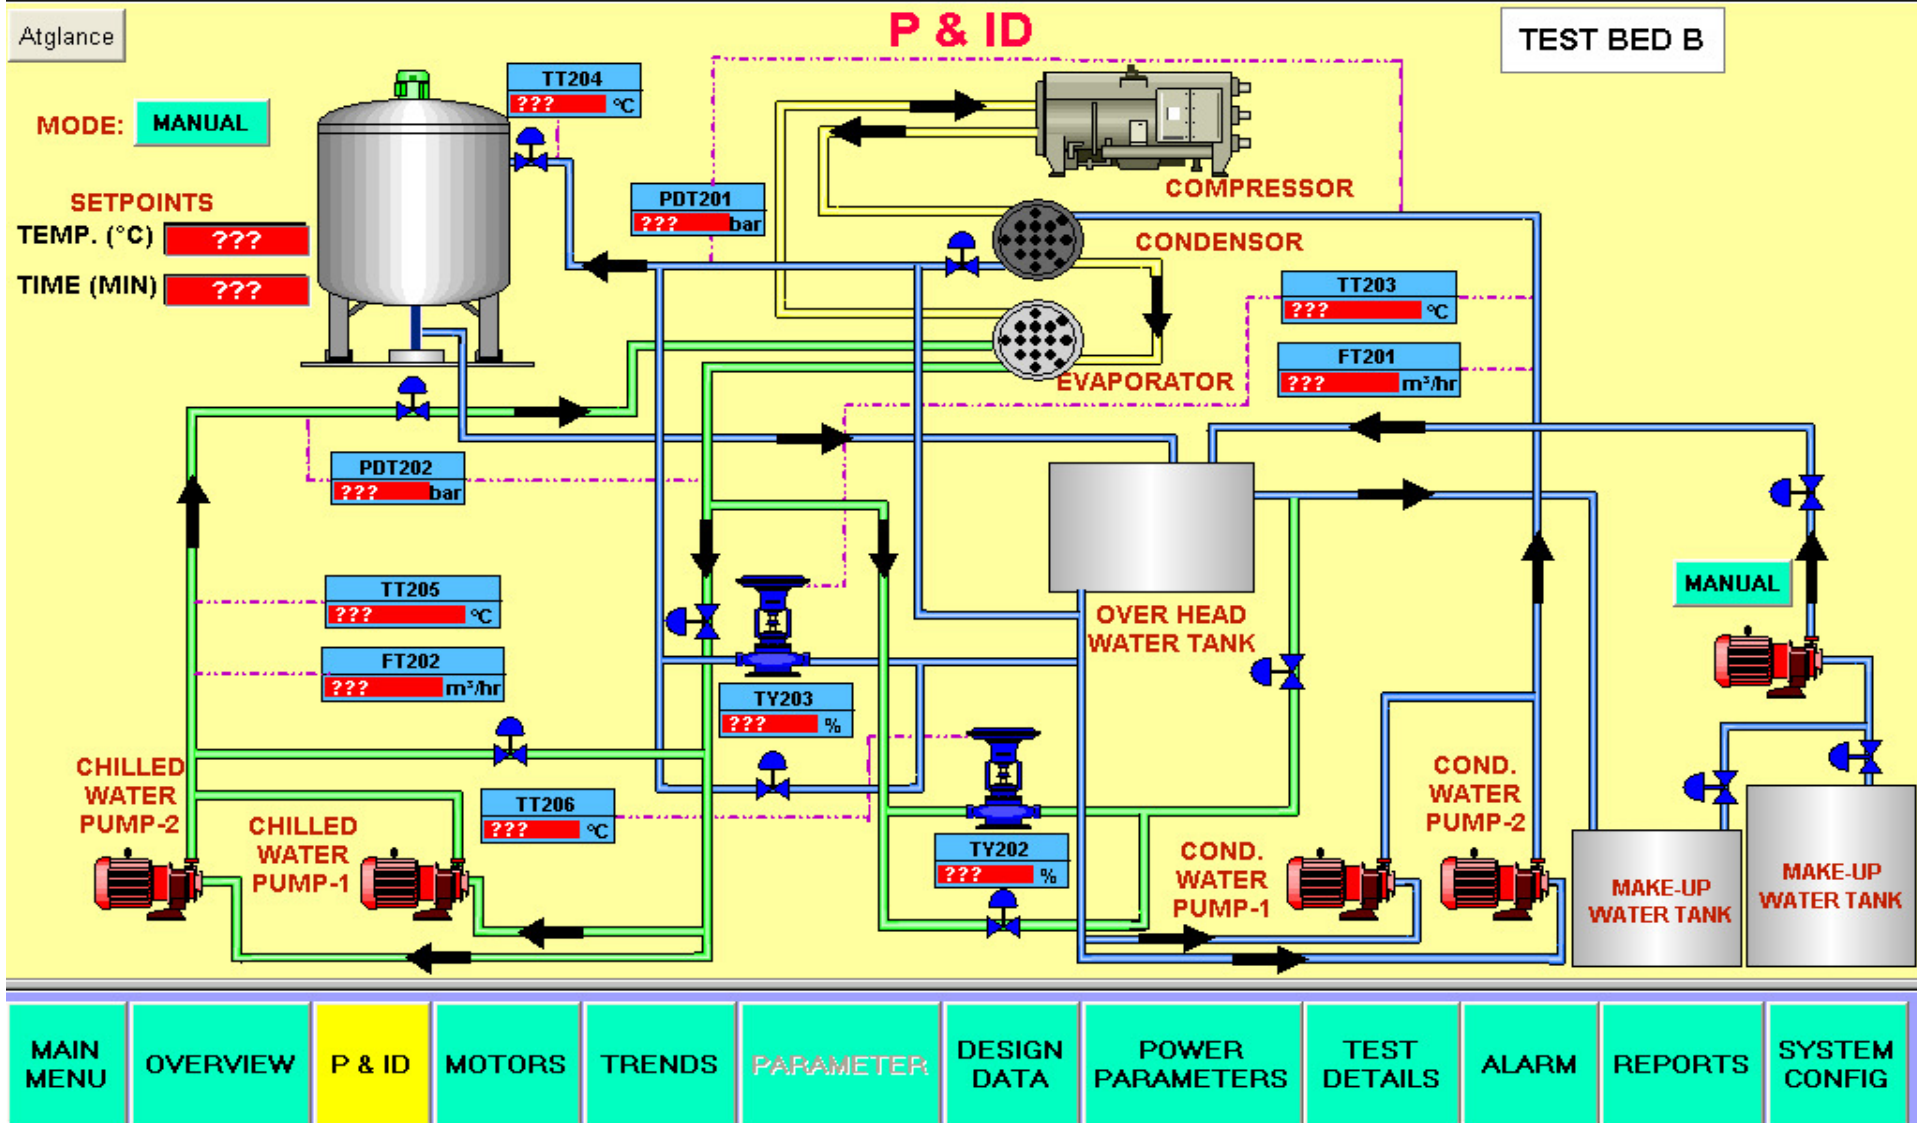 P & ID
Atglance
TEST BED B
TT204
??? °C
MODE: MANUAL
PDT201
??? bar
COMPRESSOR
SETPOINTS
TEMP. (°C) ???
TIME (MIN) ???
CONDENSOR
TT203
??? °C
FT201
??? m³/hr
EVAPORATOR
PDT202
??? bar
TT205
??? °C
MANUAL
OVER HEAD
WATER TANK
FT202
??? m³/hr
TY203
??? %
CHILLED
WATER
PUMP-2
CHILLED
WATER
PUMP-1
TT206
??? °C
TY202
??? %
COND.
WATER
PUMP-1
COND.
WATER
PUMP-2
MAKE-UP
WATER TANK
MAKE-UP
WATER TANK
MAIN
MENU
OVERVIEW
P & ID
MOTORS
TRENDS
PARAMETER
DESIGN
DATA
POWER
PARAMETERS
TEST
DETAILS
ALARM
REPORTS
SYSTEM
CONFIG